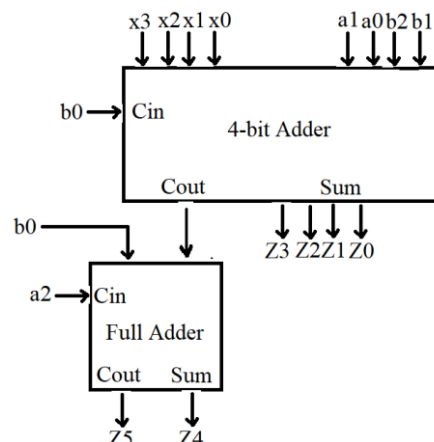 x3 x2 x1 x0 a1 a0 b2 b1
b0 Cin
4-bit Adder
Cout Sum
b0
Z3 Z2 Z1 Z0
a2 Cin
Full Adder
Cout Sum
Z5 Z4